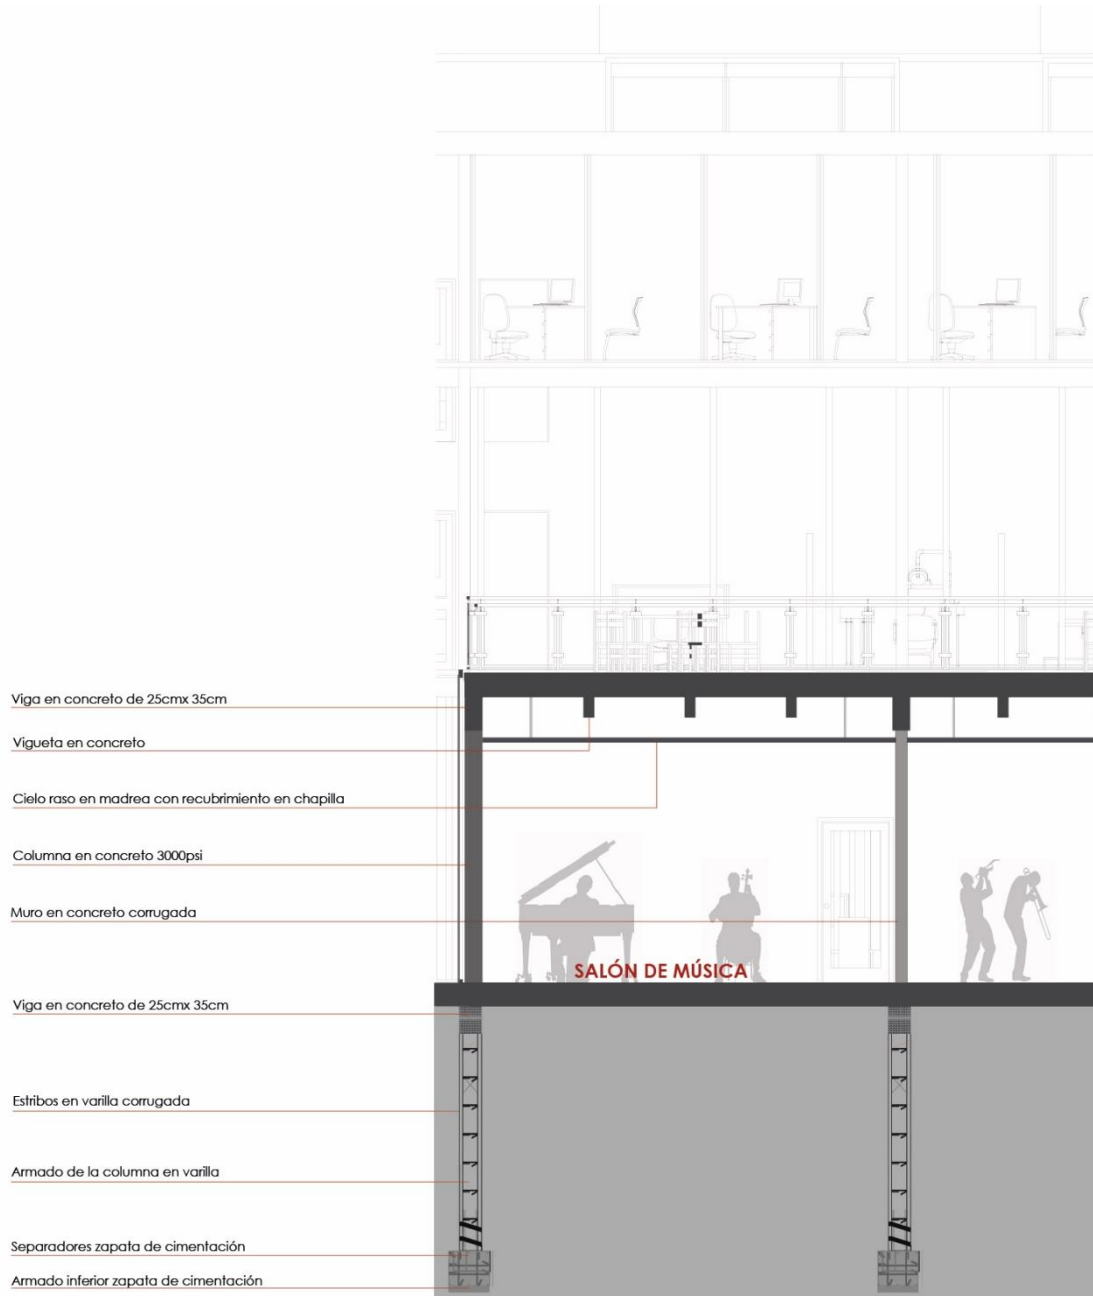 Viga en concreto de 25cmx 35cm
Vigueta en concreto
Cielo raso en madrea con recubrimiento en chapilla
Columna en concreto 3000psi
Muro en concreto corrugada
SALÓN DE MÚSICA
Viga en concreto de 25cmx 35cm
Estribos en varilla corrugada
Armado de la columna en varilla
Separadores zapata de cimentación
Armado inferior zapata de cimentación